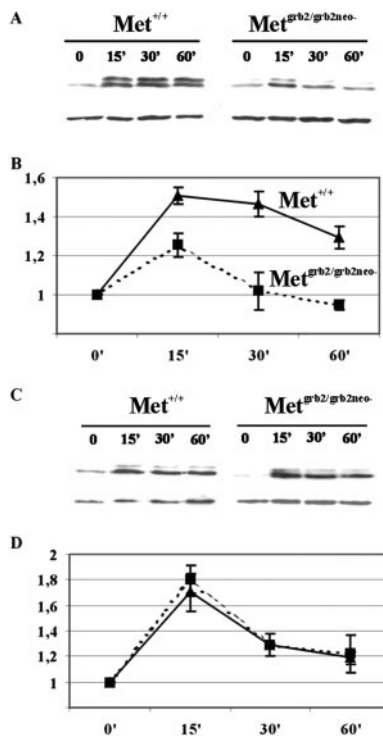 A
Met+/+ Metgrb2/grb2neo-
0 15' 30' 60' 0 15' 30' 60'
B
1,6
1,4
1,2
1
Met+/+
Metgrb2/grb2neo-
0' 15' 30' 60'
C
Met+/+ Metgrb2/grb2neo-
0 15' 30' 60' 0 15' 30' 60'
D
2
1,8
1,6
1,4
1,2
1
0' 15' 30' 60'